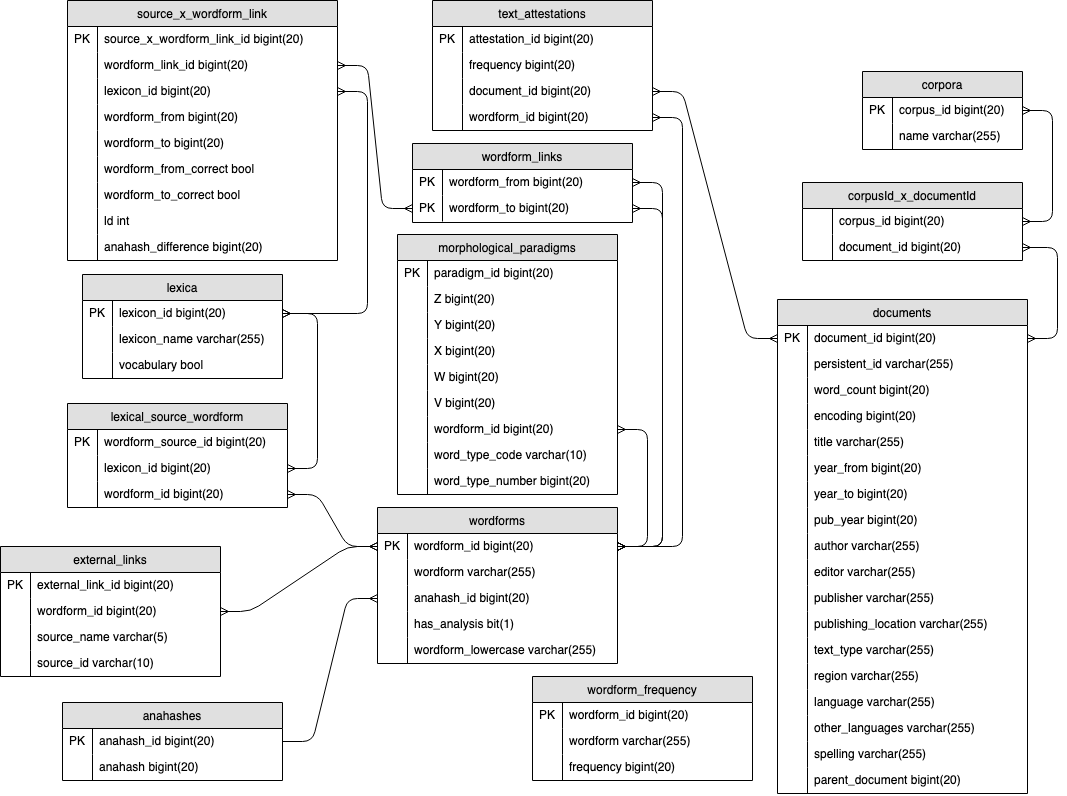 source_x_wordform_link
PK source_x_wordform_link_id bigint(20)
wordform_link_id bigint(20)
lexicon_id bigint(20)
wordform_from bigint(20)
wordform_to bigint(20)
wordform_from_correct bool
wordform_to_correct bool
ld int
anahash_difference bigint(20)
text_attestations
PK attestation_id bigint(20)
frequency bigint(20)
document_id bigint(20)
wordform_id bigint(20)
corpora
PK corpus_id bigint(20)
name varchar(255)
wordform_links
PK wordform_from bigint(20)
PK wordform_to bigint(20)
corpusId_x_documentId
corpus_id bigint(20)
document_id bigint(20)
morphological_paradigms
PK paradigm_id bigint(20)
Z bigint(20)
Y bigint(20)
X bigint(20)
W bigint(20)
V bigint(20)
wordform_id bigint(20)
word_type_code varchar(10)
word_type_number bigint(20)
lexica
PK lexicon_id bigint(20)
lexicon_name varchar(255)
vocabulary bool
documents
PK document_id bigint(20)
persistent_id varchar(255)
word_count bigint(20)
encoding bigint(20)
title varchar(255)
year_from bigint(20)
year_to bigint(20)
pub_year bigint(20)
author varchar(255)
editor varchar(255)
publisher varchar(255)
publishing_location varchar(255)
text_type varchar(255)
region varchar(255)
language varchar(255)
other_languages varchar(255)
spelling varchar(255)
parent_document bigint(20)
lexical_source_wordform
PK wordform_source_id bigint(20)
lexicon_id bigint(20)
wordform_id bigint(20)
wordforms
PK wordform_id bigint(20)
wordform varchar(255)
anahash_id bigint(20)
has_analysis bit(1)
wordform_lowercase varchar(255)
external_links
PK external_link_id bigint(20)
wordform_id bigint(20)
source_name varchar(5)
source_id varchar(10)
wordform_frequency
PK wordform_id bigint(20)
wordform varchar(255)
frequency bigint(20)
anahashes
PK anahash_id bigint(20)
anahash bigint(20)